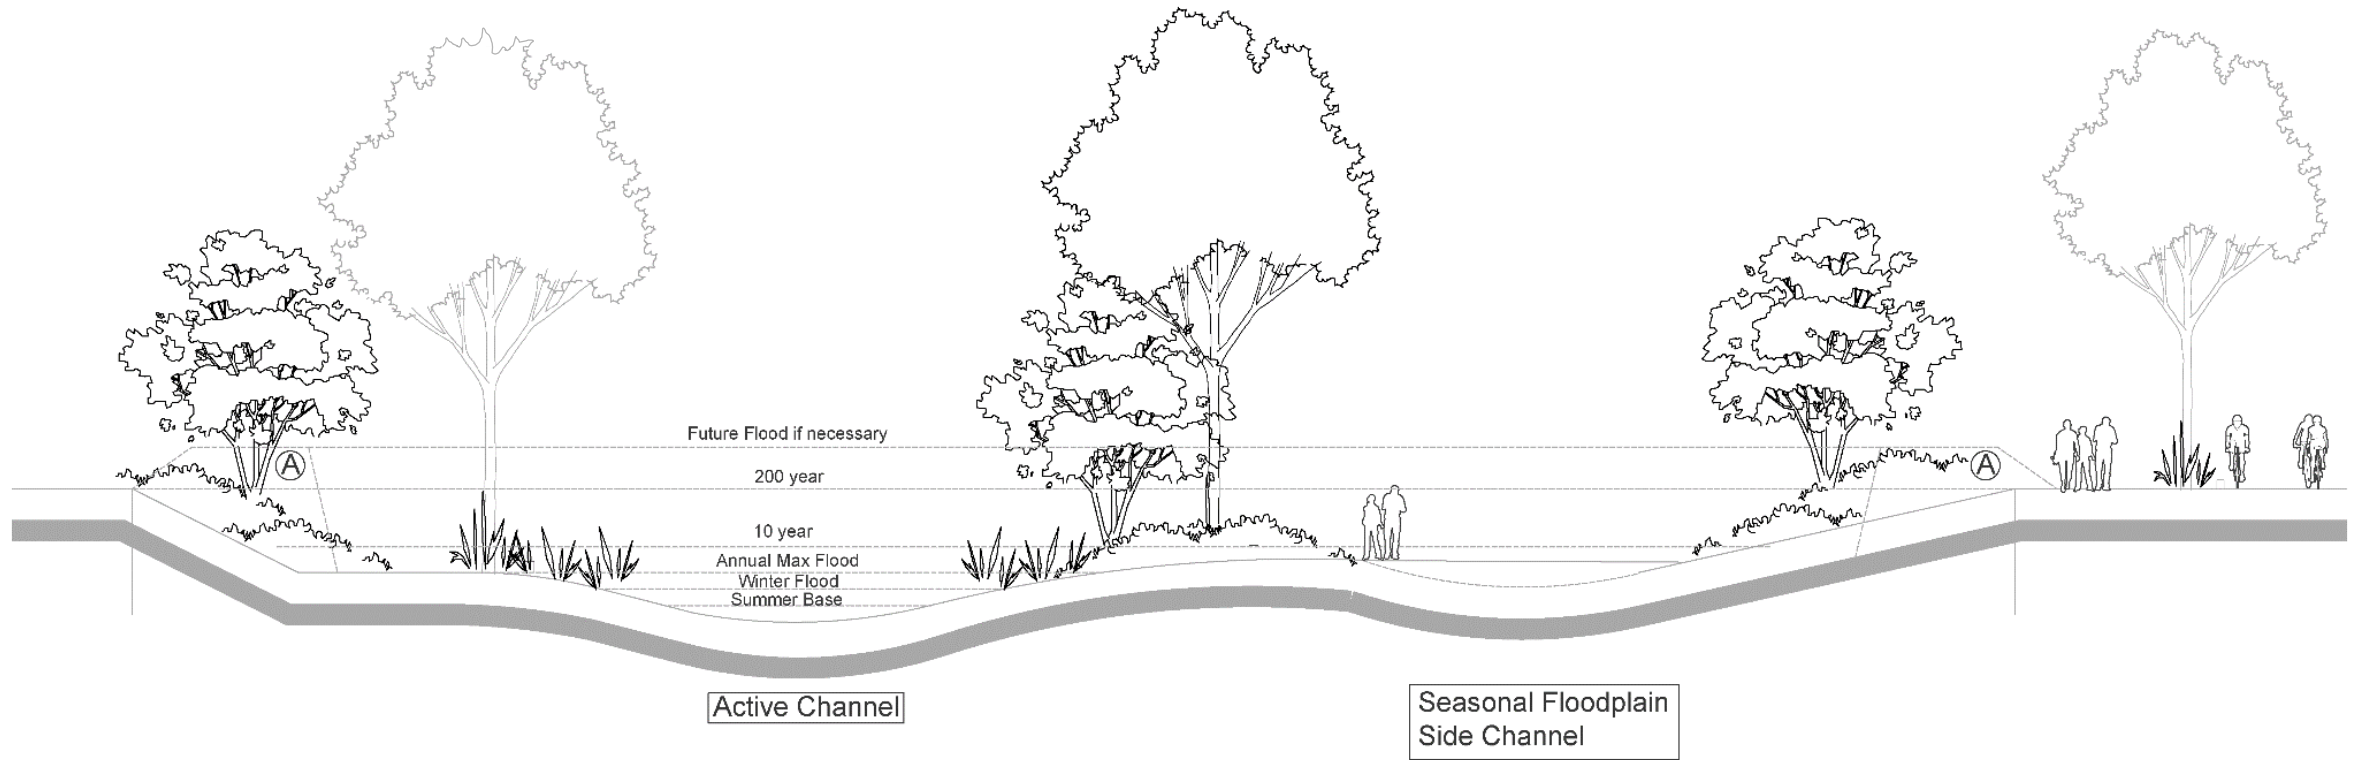 Future Flood if necessary
A
A
200 year
10 year
Annual Max Flood
Winter Flood
Summer Base
Active Channel
Seasonal Floodplain
Side Channel